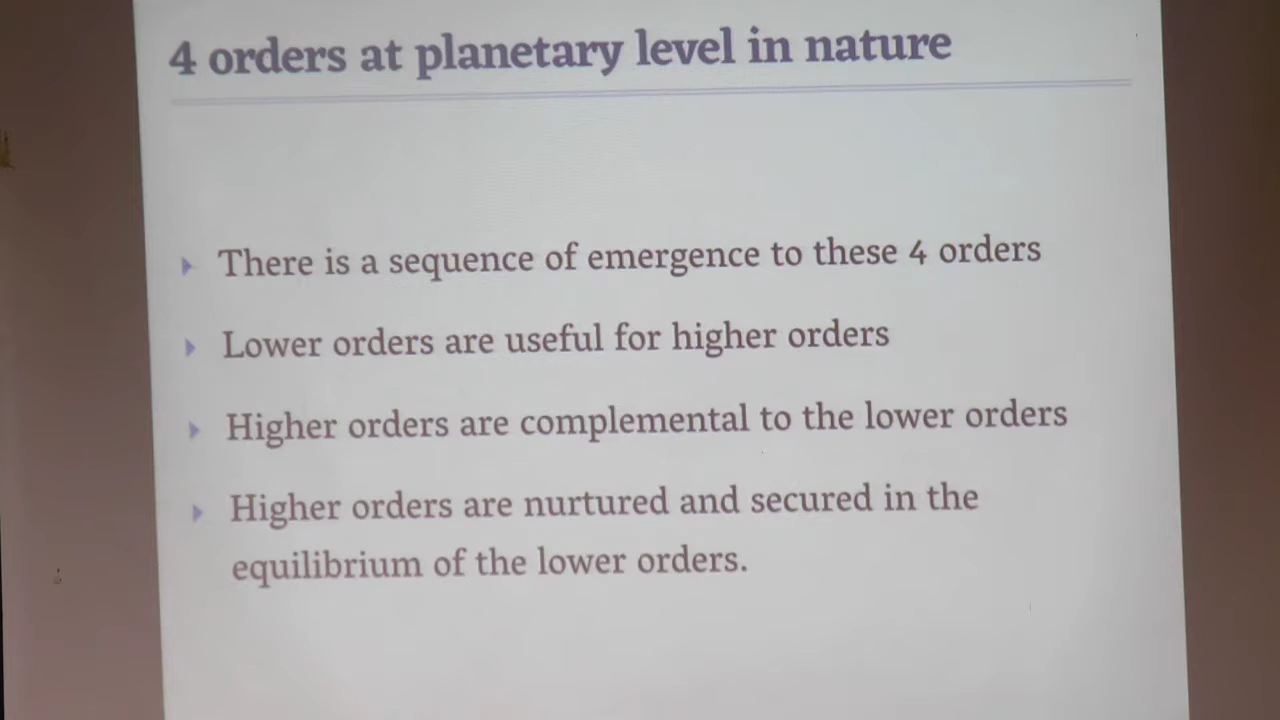 4 orders at planetary level in nature
There is a sequence of emergence to these 4 orders
Lower orders are useful for higher orders
Higher orders are complemental to the lower orders
Higher orders are nurtured and secured in the
equilibrium of the lower orders.